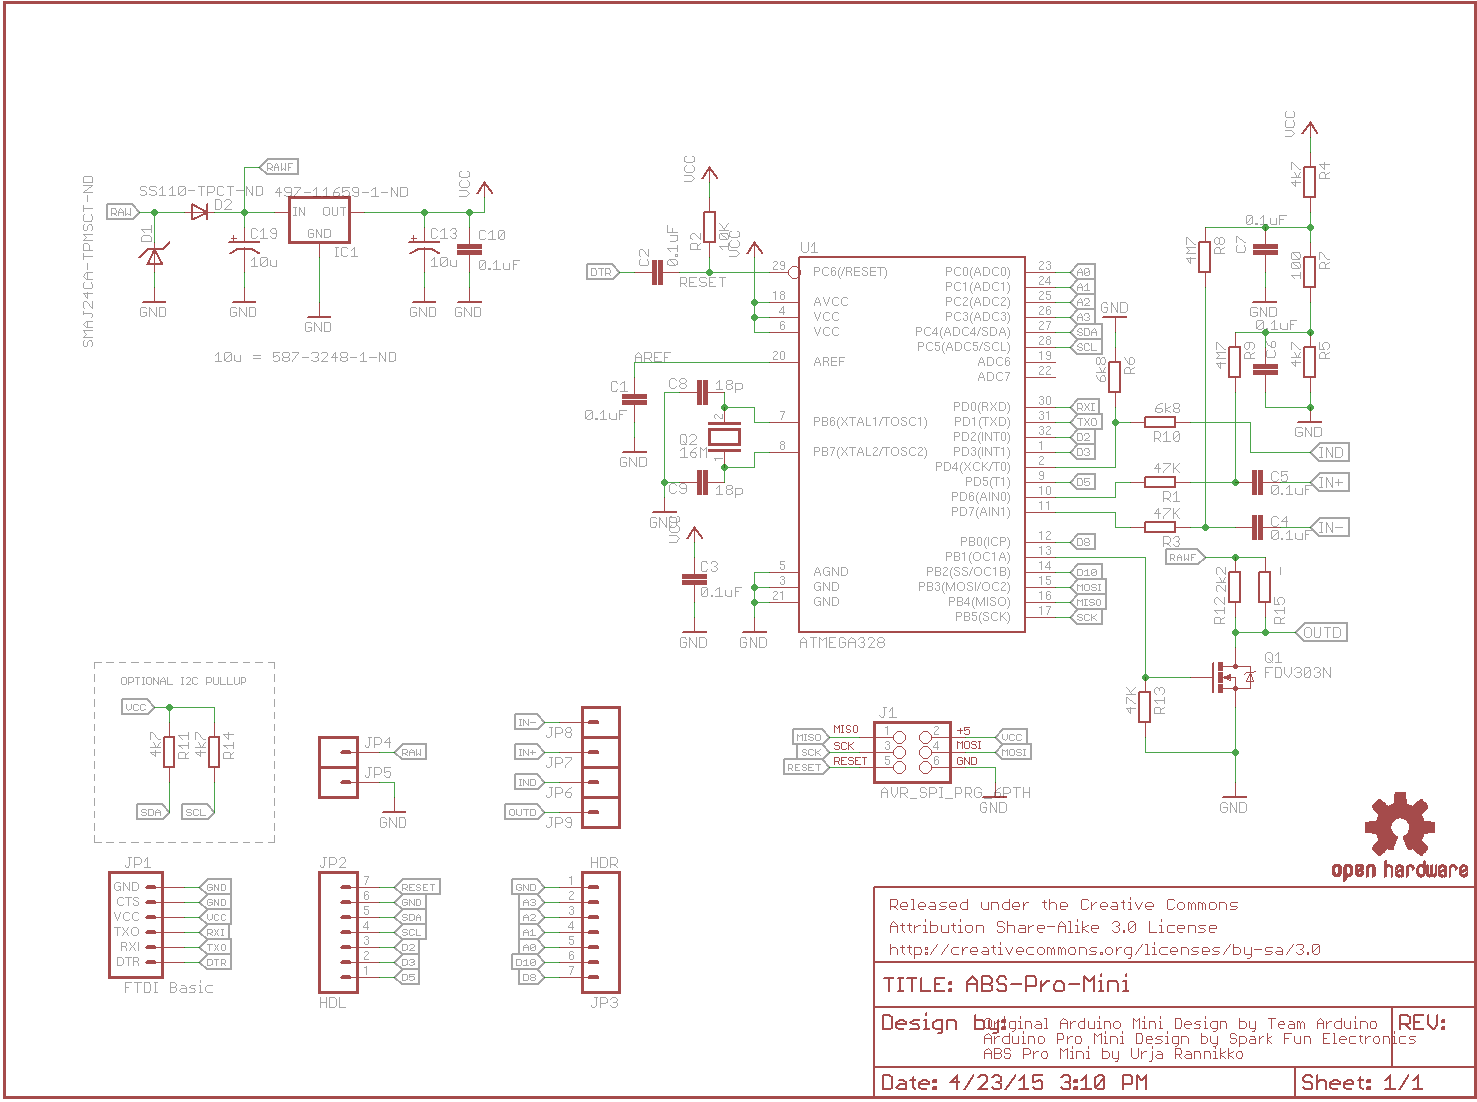 SMAJ24CA-TPMSCT-ND
RAW
D1
GND
SS110-TPCT-ND
D2
RAWF
C19
10u
GND
497-11659-1-ND
IN OUT
GND
IC1
GND
VCC
C13
10u
GND
C10
0.1uF
GND
10u = 587-3248-1-ND
DTR
C2
0.1uF
VCC
R2
10K
RESET
VCC
AREF
C1
0.1uF
GND
C8
18p
Q2
16M
2
1
C9
18p
GND
VCC
C3
0.1uF
GND
GND
U1
29 PC6(/RESET)
18 AVCC
4 VCC
6 VCC
20 AREF
7 PB6(XTAL1/TOSC1)
8 PB7(XTAL2/TOSC2)
5 AGND
3 GND
21 GND
PC0(ADC0) 23 A0
PC1(ADC1) 24 A1
PC2(ADC2) 25 A2
PC3(ADC3) 26 A3
PC4(ADC4/SDA) 27 SDA
PC5(ADC5/SCL) 28 SCL
ADC6 19
ADC7 22
PD0(RXD) 30 RXI
PD1(TXD) 31 TXO
PD2(INT0) 32 D2
PD3(INT1) 1 D3
PD4(XCK/T0) 2
PD5(T1) 9 D5
PD6(AIN0) 10
PD7(AIN1) 11
PB0(ICP) 12 D8
PB1(OC1A) 13
PB2(SS/OC1B) 14 D10
PB3(MOSI/OC2) 15 MOSI
PB4(MISO) 16 MISO
PB5(SCK) 17 SCK
ATMEGA328
GND
6k8
R6
VCC
4k7
R4
4M7
R8
0.1uF
C7
GND
100
R7
0.1uF
4M7
R9
C6
4k7
R5
GND
6k8
R10
IND
47K
R1
C5
0.1uF
IN+
47K
R3
C4
0.1uF
IN-
RAWF
R12
2k2
R15
-
OUTD
Q1
FDV303N
47K
R13
GND
OPTIONAL I2C PULLUP
VCC
4k7
R11
4k7
R14
SDA
SCL
JP4
RAW
JP5
GND
IN-
JP8
IN+
JP7
IND
JP6
OUTD
JP9
J1
MISO MISO 1 2 +5 VCC
SCK SCK 3 4 MOSI MOSI
RESET RESET 5 6 GND
AVR_SPI_PRG_6PTH
GND
JP1
GND GND
CTS GND
VCC VCC
TXO RXI
RXI TXO
DTR DTR
FTDI Basic
JP2
7 RESET
6 GND
5 SDA
4 SCL
3 D2
2 D3
1 D5
HDL
HDR
GND 1
A3 2
A2 3
A1 4
A0 5
D10 6
D8 7
JP3
open hardware
Released under the Creative Commons
Attribution Share-Alike 3.0 License
http://creativecommons.org/licenses/by-sa/3.0
TITLE: ABS-Pro-Mini
Design by:
Original Arduino Mini Design by Team Arduino
Arduino Pro Mini Design by Spark Fun Electronics
ABS Pro Mini by Urja Rannikko
REV:
Date: 4/23/15 3:10 PM
Sheet: 1/1